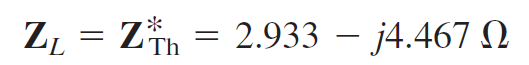 Z_L = Z*_Th = 2.933 − j4.467 Ω